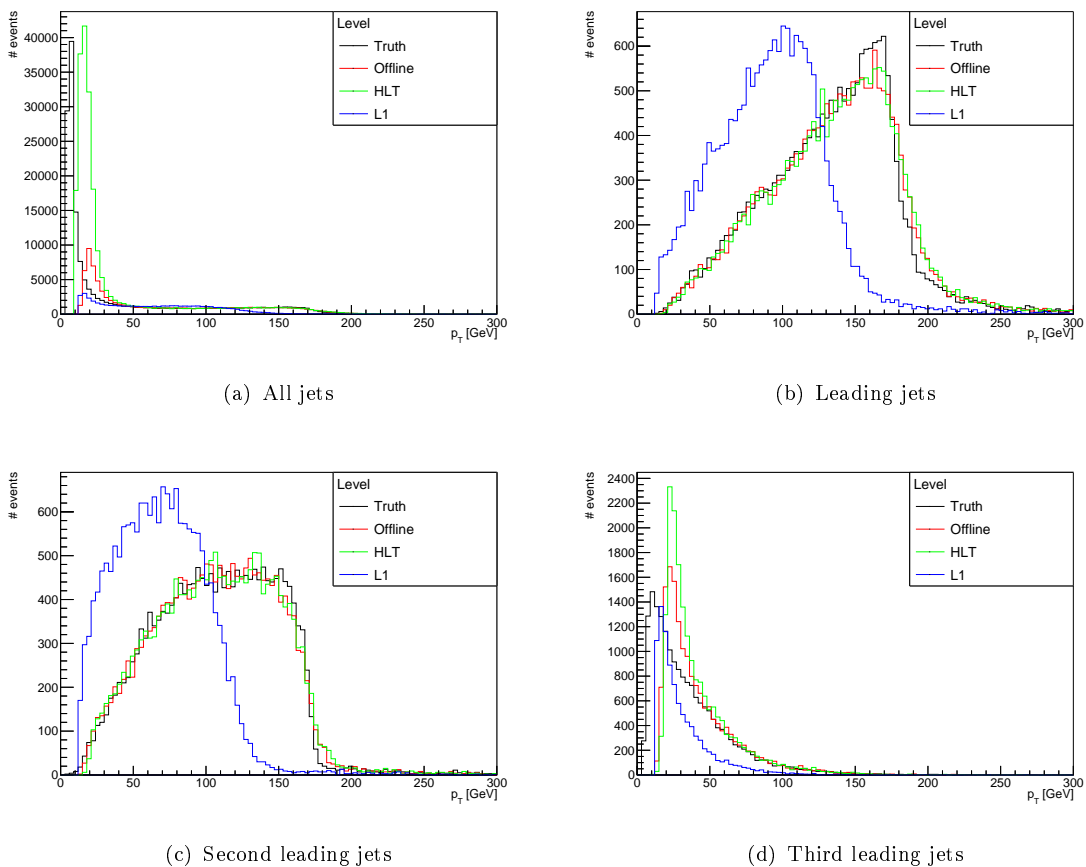 # events
40000
35000
30000
25000
20000
15000
10000
5000
0
0 50 100 150 200 250 300
p_T [GeV]
Level
Truth
Offline
HLT
L1
(a) All jets
# events
600
500
400
300
200
100
0
0 50 100 150 200 250 300
p_T [GeV]
Level
Truth
Offline
HLT
L1
(b) Leading jets
# events
600
500
400
300
200
100
0
0 50 100 150 200 250 300
p_T [GeV]
Level
Truth
Offline
HLT
L1
(c) Second leading jets
# events
2400
2200
2000
1800
1600
1400
1200
1000
800
600
400
200
0
0 50 100 150 200 250 300
p_T [GeV]
Level
Truth
Offline
HLT
L1
(d) Third leading jets